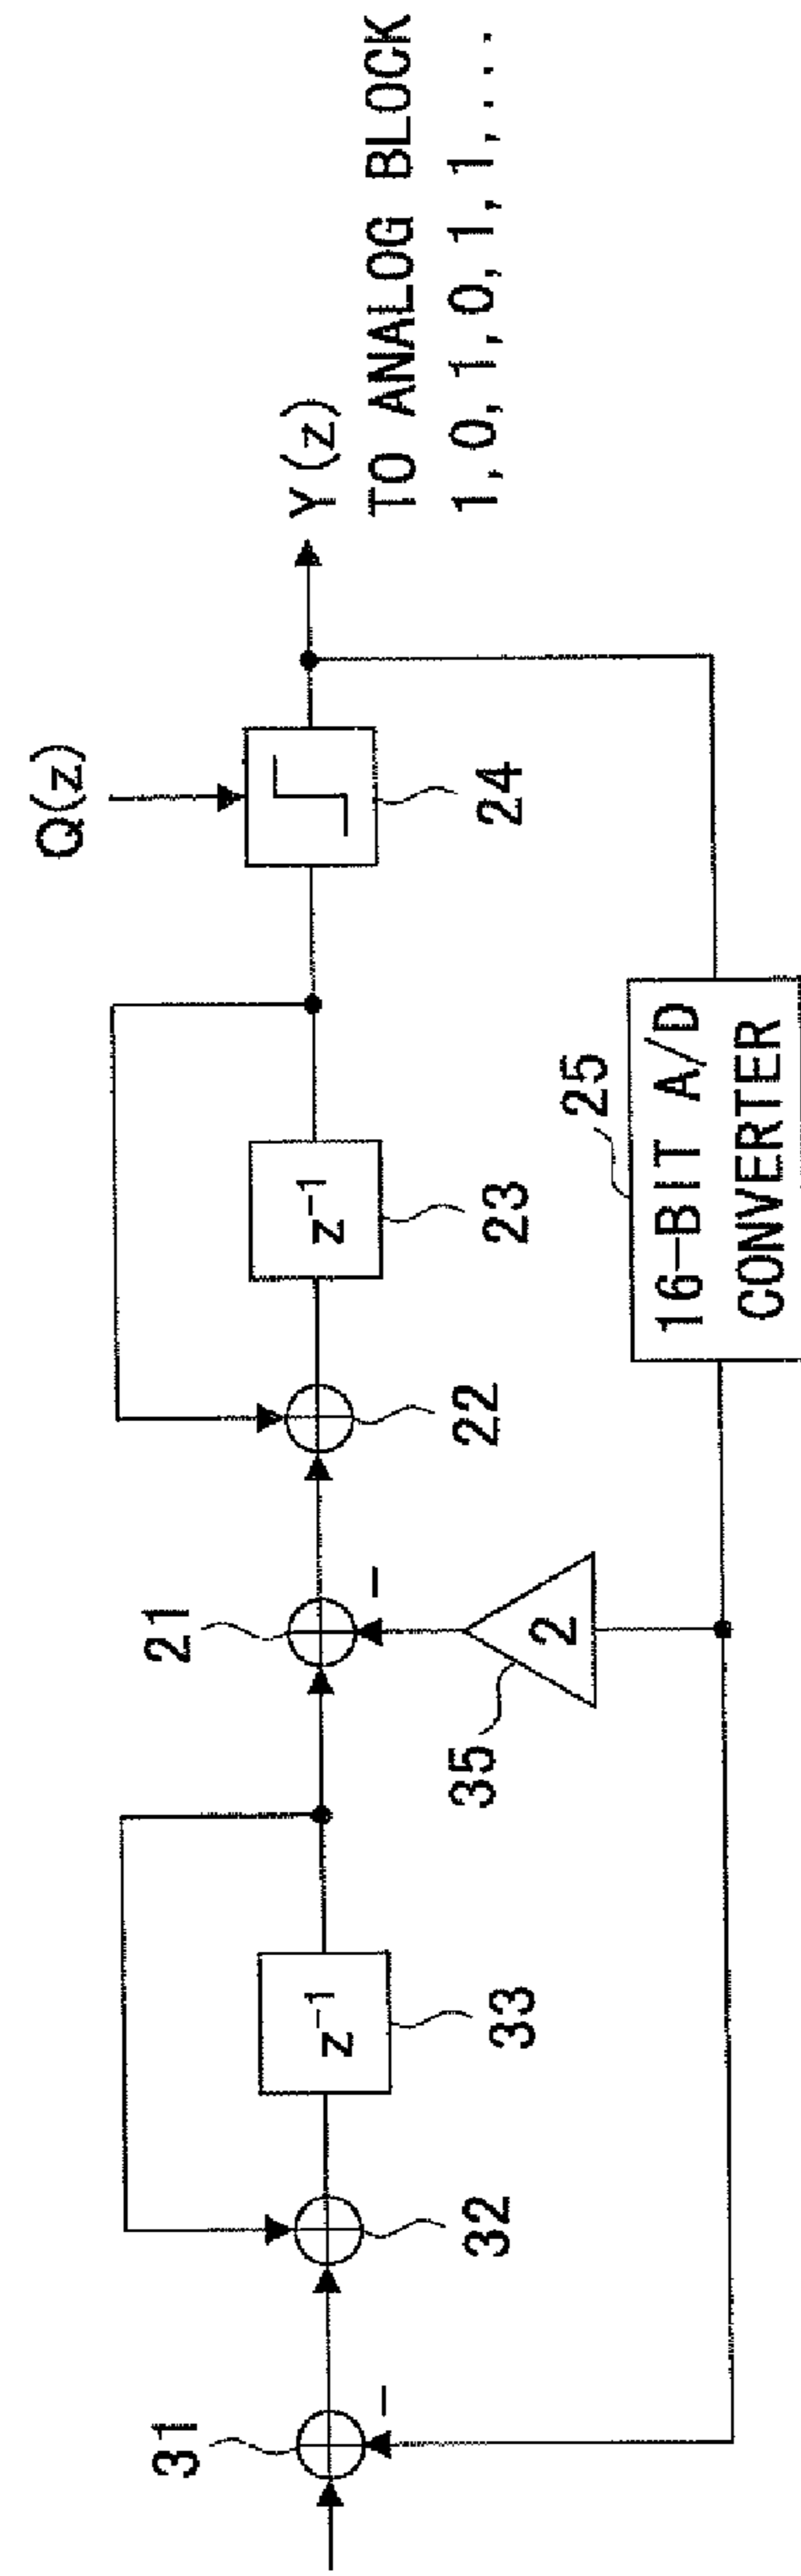 Q(z)
Y(z)
TO ANALOG BLOCK
1,0,1,0,1,1,...
31
32
z⁻¹
33
21
22
z⁻¹
23
24
35
2
25
16-BIT A/D
CONVERTER